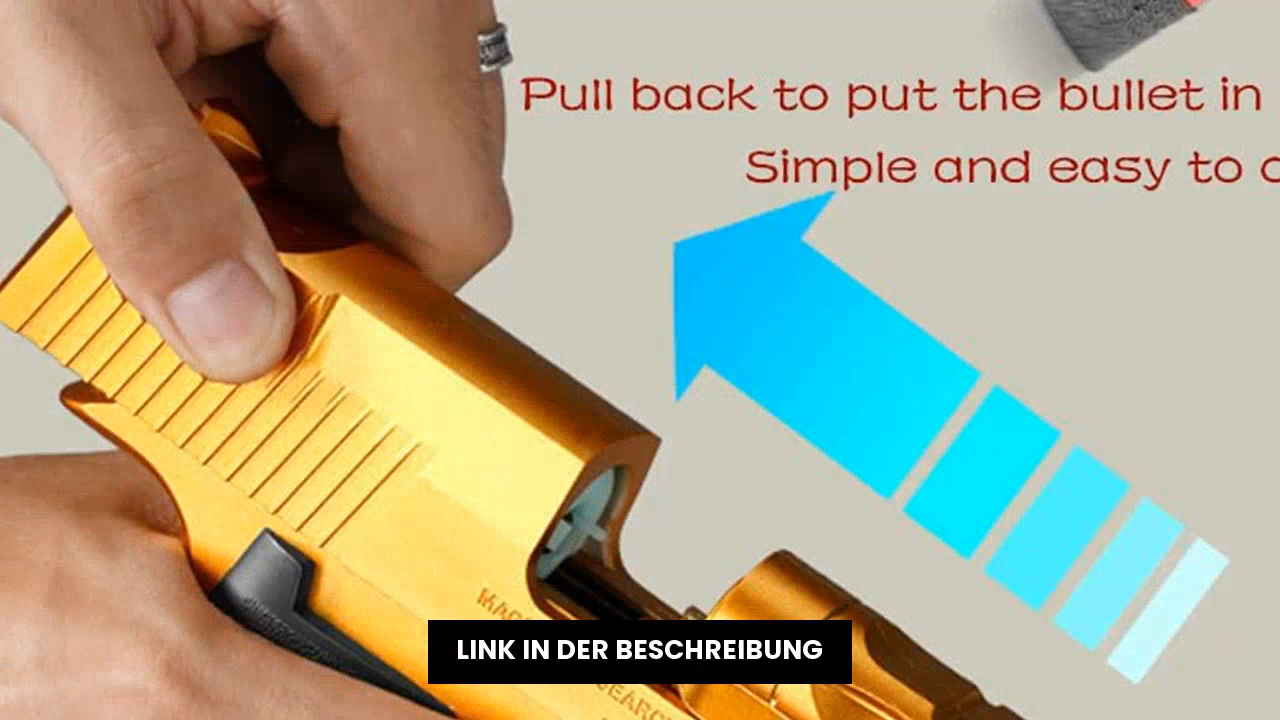 Pull back to put the bullet in
Simple and easy to
LINK IN DER BESCHREIBUNG